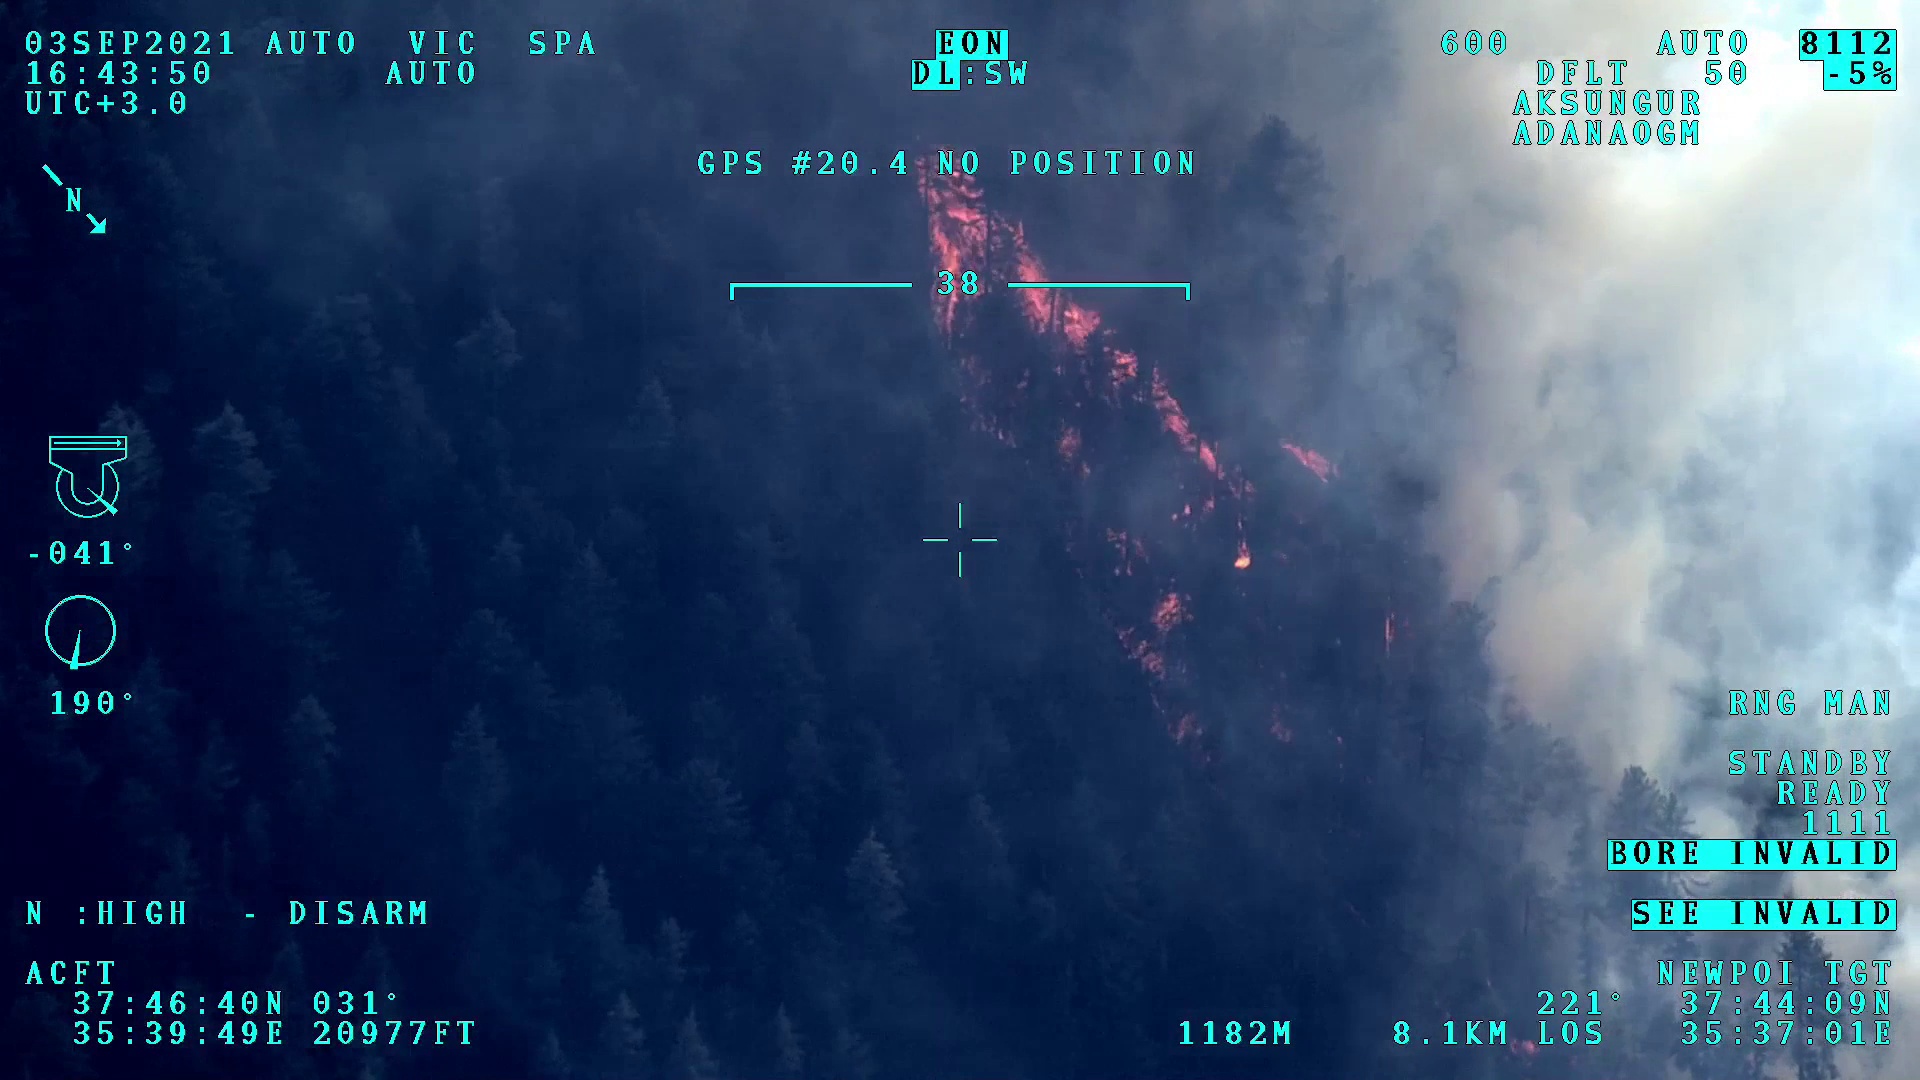 03SEP2021 AUTO VIC SPA
16:43:50 AUTO
UTC+3.0
EON
DL:SW
600 AUTO 8112
DFLT 50 -5%
AKSUNGUR
ADANAOGM
GPS #20.4 NO POSITION
N
38
-041°
190°
RNG MAN
STANDBY
READY
1111
BORE INVALID
SEE INVALID
N :HIGH - DISARM
ACFT
37:46:40N 031°
35:39:49E 20977FT
NEWPOI TGT
221° 37:44:09N
1182M 8.1KM LOS 35:37:01E